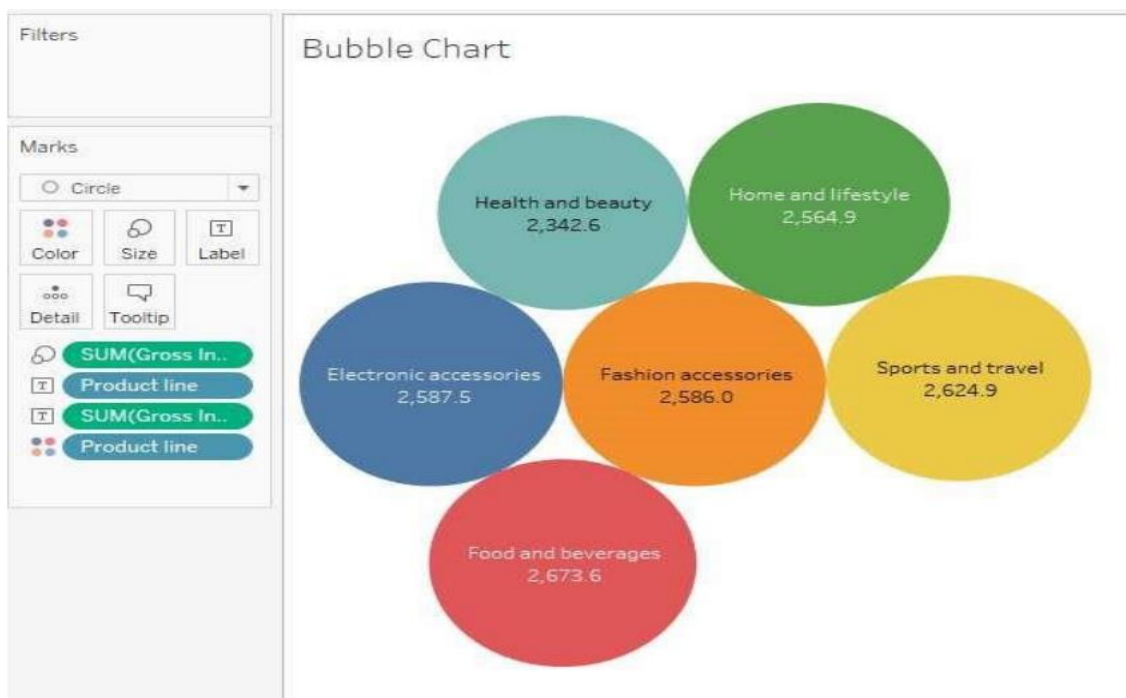 Filters
Marks
Circle
Color
Size
Label
Detail
Tooltip
SUM(Gross In..
Product line
SUM(Gross In..
Product line
Bubble Chart
Health and beauty
2,342.6
Home and lifestyle
2,564.9
Electronic accessories
2,587.5
Fashion accessories
2,586.0
Sports and travel
2,624.9
Food and beverages
2,673.6